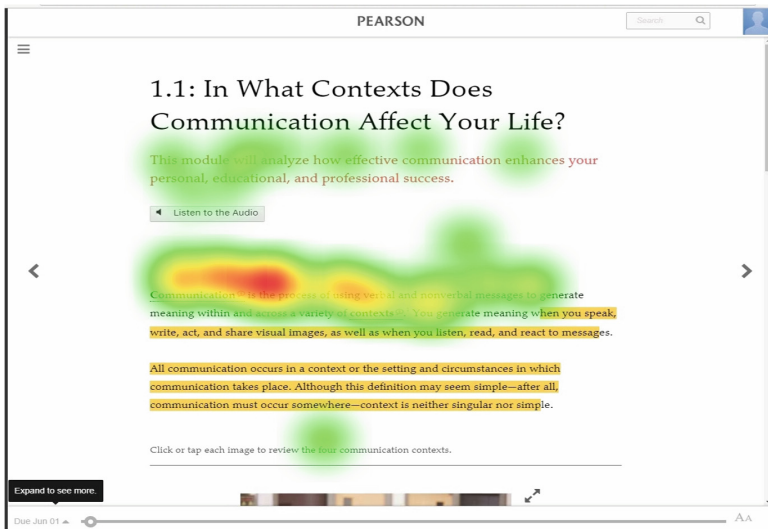 PEARSON
Search
1.1: In What Contexts Does
Communication Affect Your Life?
This module will analyze how effective communication enhances your
personal, educational, and professional success.
Listen to the Audio
Communication is the process of using verbal and nonverbal messages to generate
meaning within and across a variety of contexts. You generate meaning when you speak,
write, act, and share visual images, as well as when you listen, read, and react to messages.
All communication occurs in a context or the setting and circumstances in which
communication takes place. Although this definition may seem simple—after all,
communication must occur somewhere—context is neither singular nor simple.
Click or tap each image to review the four communication contexts.
Expand to see more.
Due Jun 01
AA